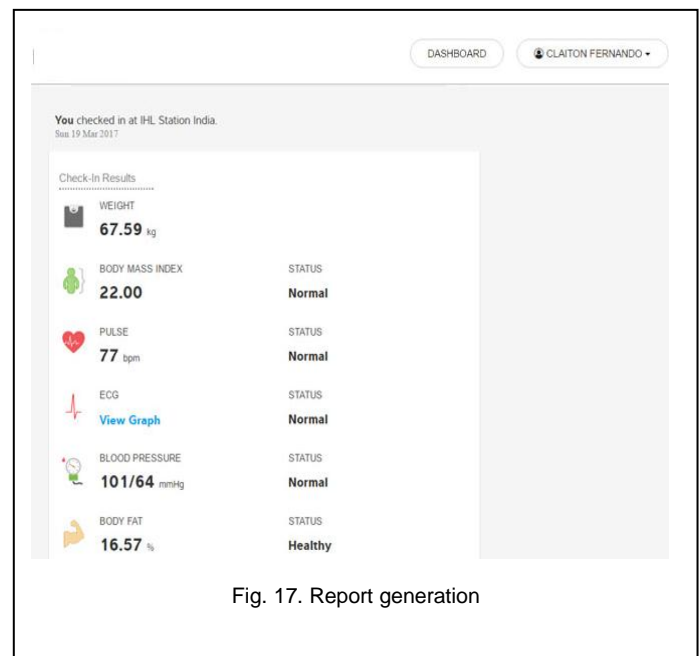 DASHBOARD
CLAITON FERNANDO
You checked in at IHL Station India.
Sun 19 Mar 2017
Check-In Results
WEIGHT
67.59 kg
BODY MASS INDEX STATUS
22.00 Normal
PULSE STATUS
77 bpm Normal
ECG STATUS
View Graph Normal
BLOOD PRESSURE STATUS
101/64 mmHg Normal
BODY FAT STATUS
16.57 % Healthy
Fig. 17. Report generation